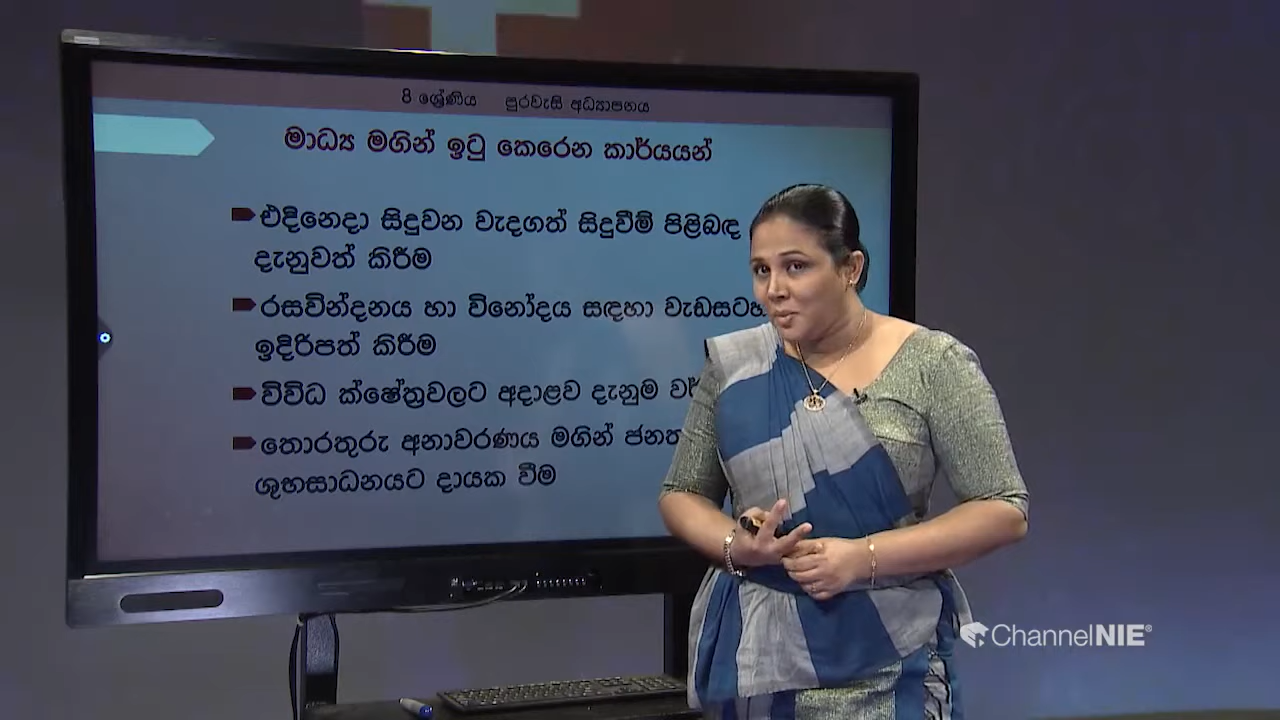 8 ශ්‍රේණිය පුරවැසි අධ්‍යාපනය
මාධ්‍ය මගින් ඉටු කෙරෙන කාර්යයන්
එදිනෙදා සිදුවන වැදගත් සිදුවීම් පිළිබඳ
දැනුවත් කිරීම
රසවින්දනය හා විනෝදය සඳහා
ඉදිරිපත් කිරීම
විවිධ ක්ෂේත්‍රවලට අදාළව දැනුම
තොරතුරු අනාවරණය මගින්
ශුභසාධනයට දායක වීම
ChannelNIE®